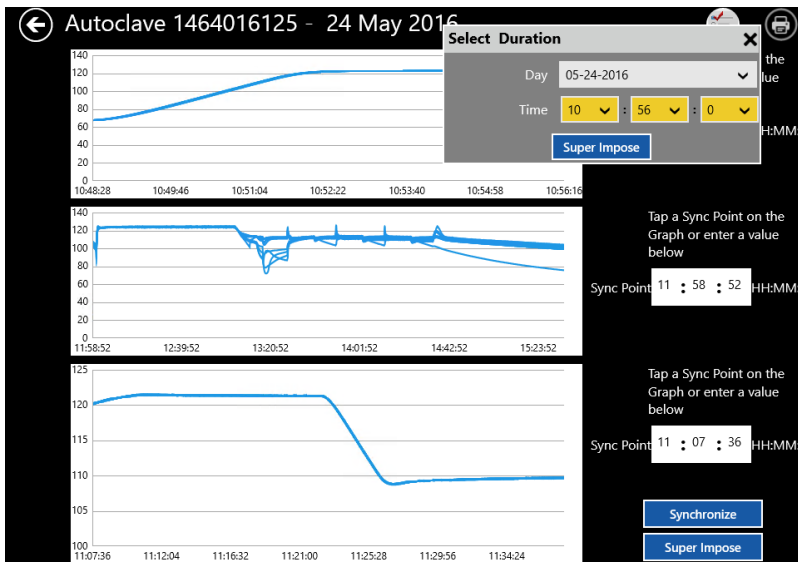 Autoclave 1464016125 - 24 May 2016
Select Duration
Day 05-24-2016
Time 10 : 56 : 0
Super Impose
the
lue
HH:MM:
140
120
100
80
60
40
20
0
10:48:28 10:49:46 10:51:04 10:52:22 10:53:40 10:54:58 10:56:16
140
120
100
80
60
40
20
0
11:58:52 12:39:52 13:20:52 14:01:52 14:42:52 15:23:52
Tap a Sync Point on the
Graph or enter a value
below
Sync Point 11 : 58 : 52 HH:MM:
125
120
115
110
105
100
11:07:36 11:12:04 11:16:32 11:21:00 11:25:28 11:29:56 11:34:24
Tap a Sync Point on the
Graph or enter a value
below
Sync Point 11 : 07 : 36 HH:MM:
Synchronize
Super Impose